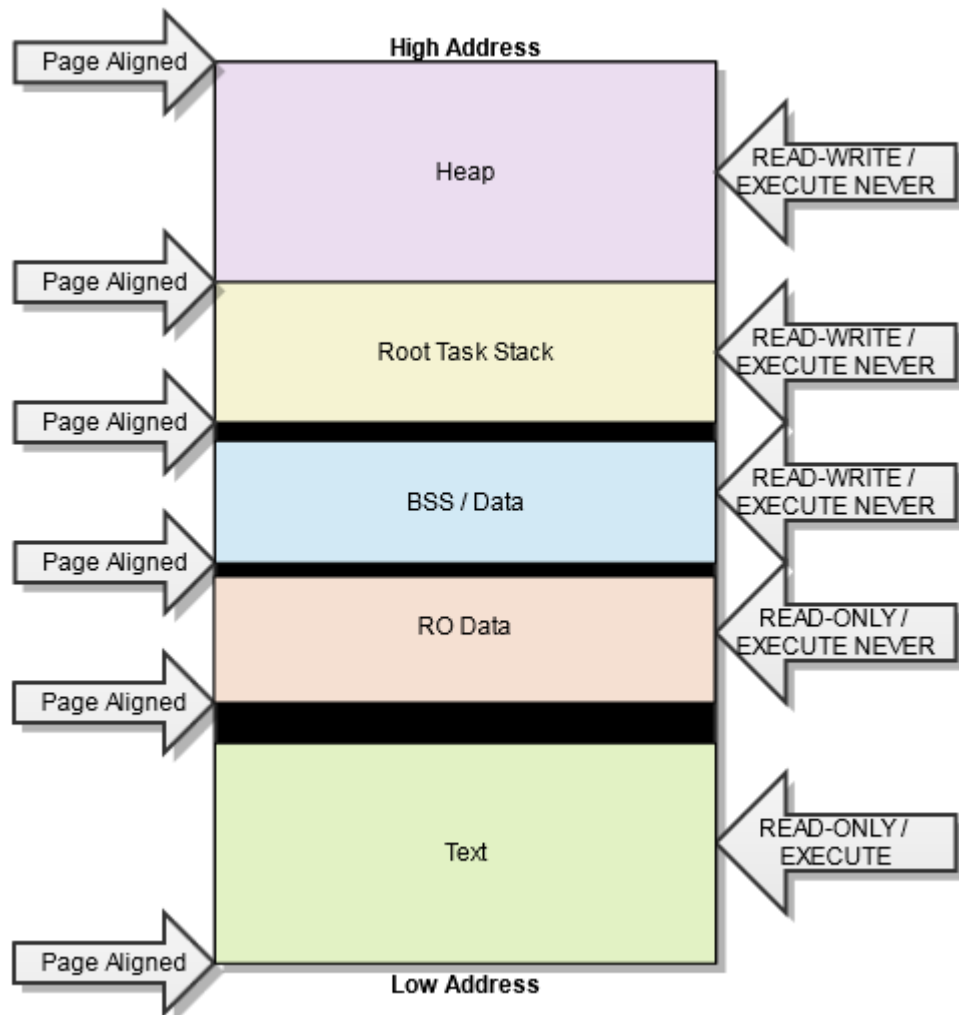 High Address
Page Aligned
Heap
READ-WRITE /
EXECUTE NEVER
Page Aligned
Root Task Stack
READ-WRITE /
EXECUTE NEVER
Page Aligned
BSS / Data
READ-WRITE /
EXECUTE NEVER
Page Aligned
RO Data
READ-ONLY /
EXECUTE NEVER
Page Aligned
Text
READ-ONLY /
EXECUTE
Page Aligned
Low Address